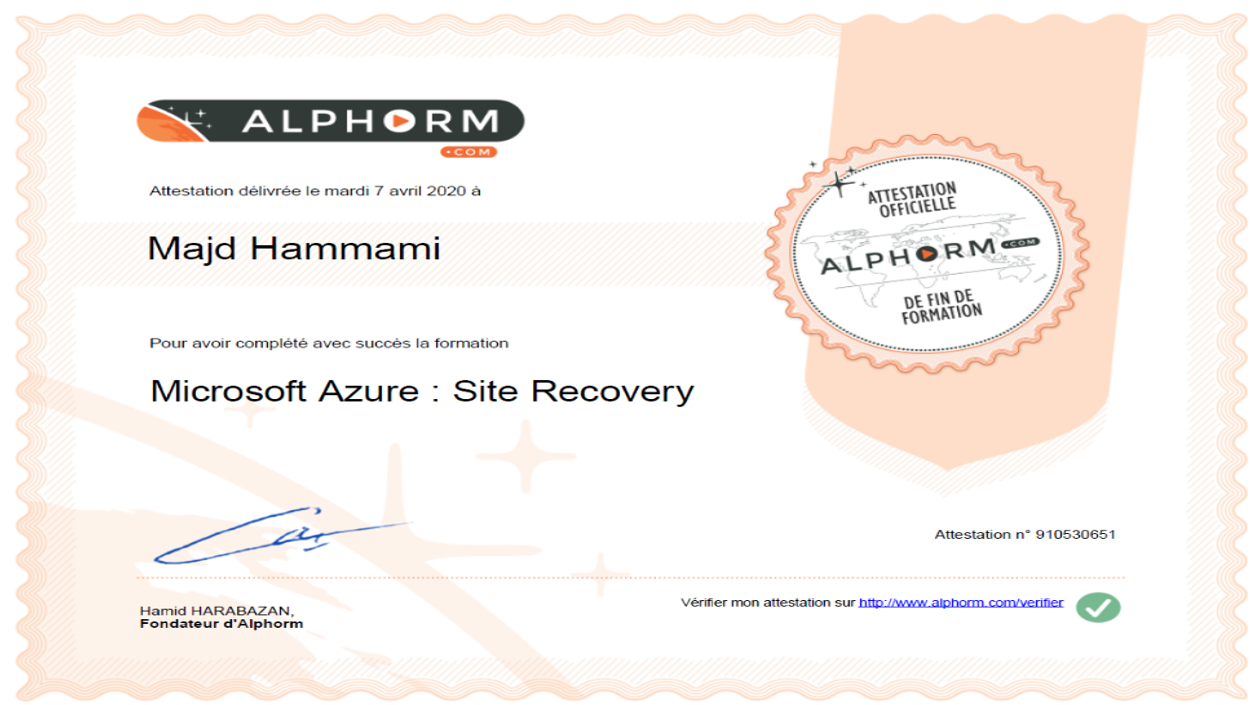 ALPHORM
.COM
Attestation délivrée le mardi 7 avril 2020 à
Majd Hammami
Pour avoir complété avec succès la formation
Microsoft Azure : Site Recovery
ATTESTATION
OFFICIELLE
ALPHORM .COM
DE FIN DE
FORMATION
Attestation n° 910530651
Hamid HARABAZAN,
Fondateur d'Alphorm
Vérifier mon attestation sur http://www.alphorm.com/verifier